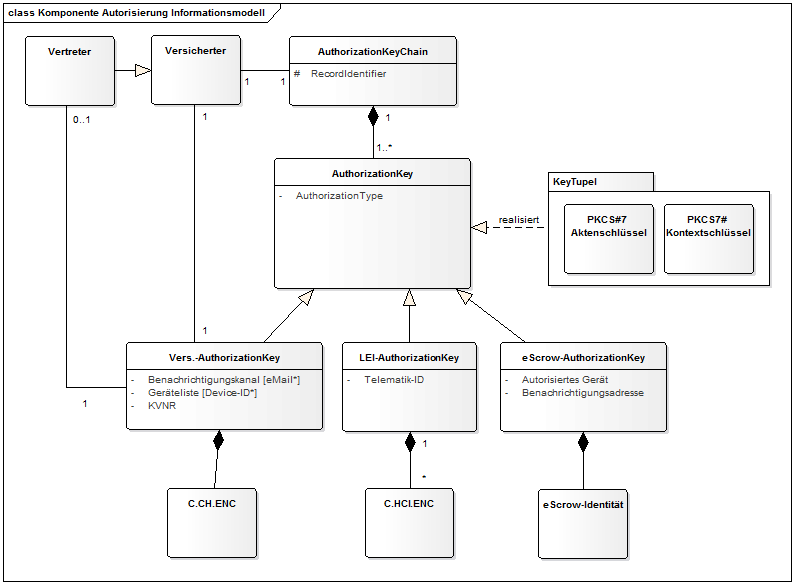 class Komponente Autorisierung Informationsmodell
Vertreter
Versicherter
AuthorizationKeyChain
# RecordIdentifier
1
1
0..1
1
1
1..*
AuthorizationKey
- AuthorizationType
realisiert
KeyTupel
PKCS#7
Aktenschlüssel
PKCS7#
Kontextschlüssel
1
1
Vers.-AuthorizationKey
- Benachrichtigungskanal [eMail*]
- Geräteliste [Device-ID*]
- KVNR
LEI-AuthorizationKey
- Telematik-ID
eScrow-AuthorizationKey
- Autorisiertes Gerät
- Benachrichtigungsadresse
1
*
C.CH.ENC
C.HCI.ENC
eScrow-Identität